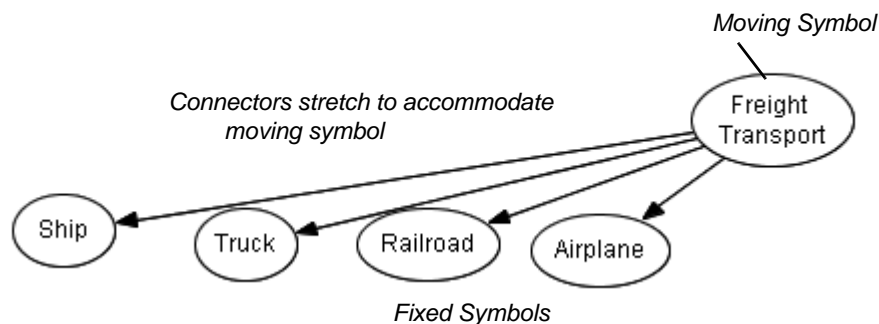 Moving Symbol
Connectors stretch to accommodate
moving symbol
Freight
Transport
Ship
Truck
Railroad
Airplane
Fixed Symbols